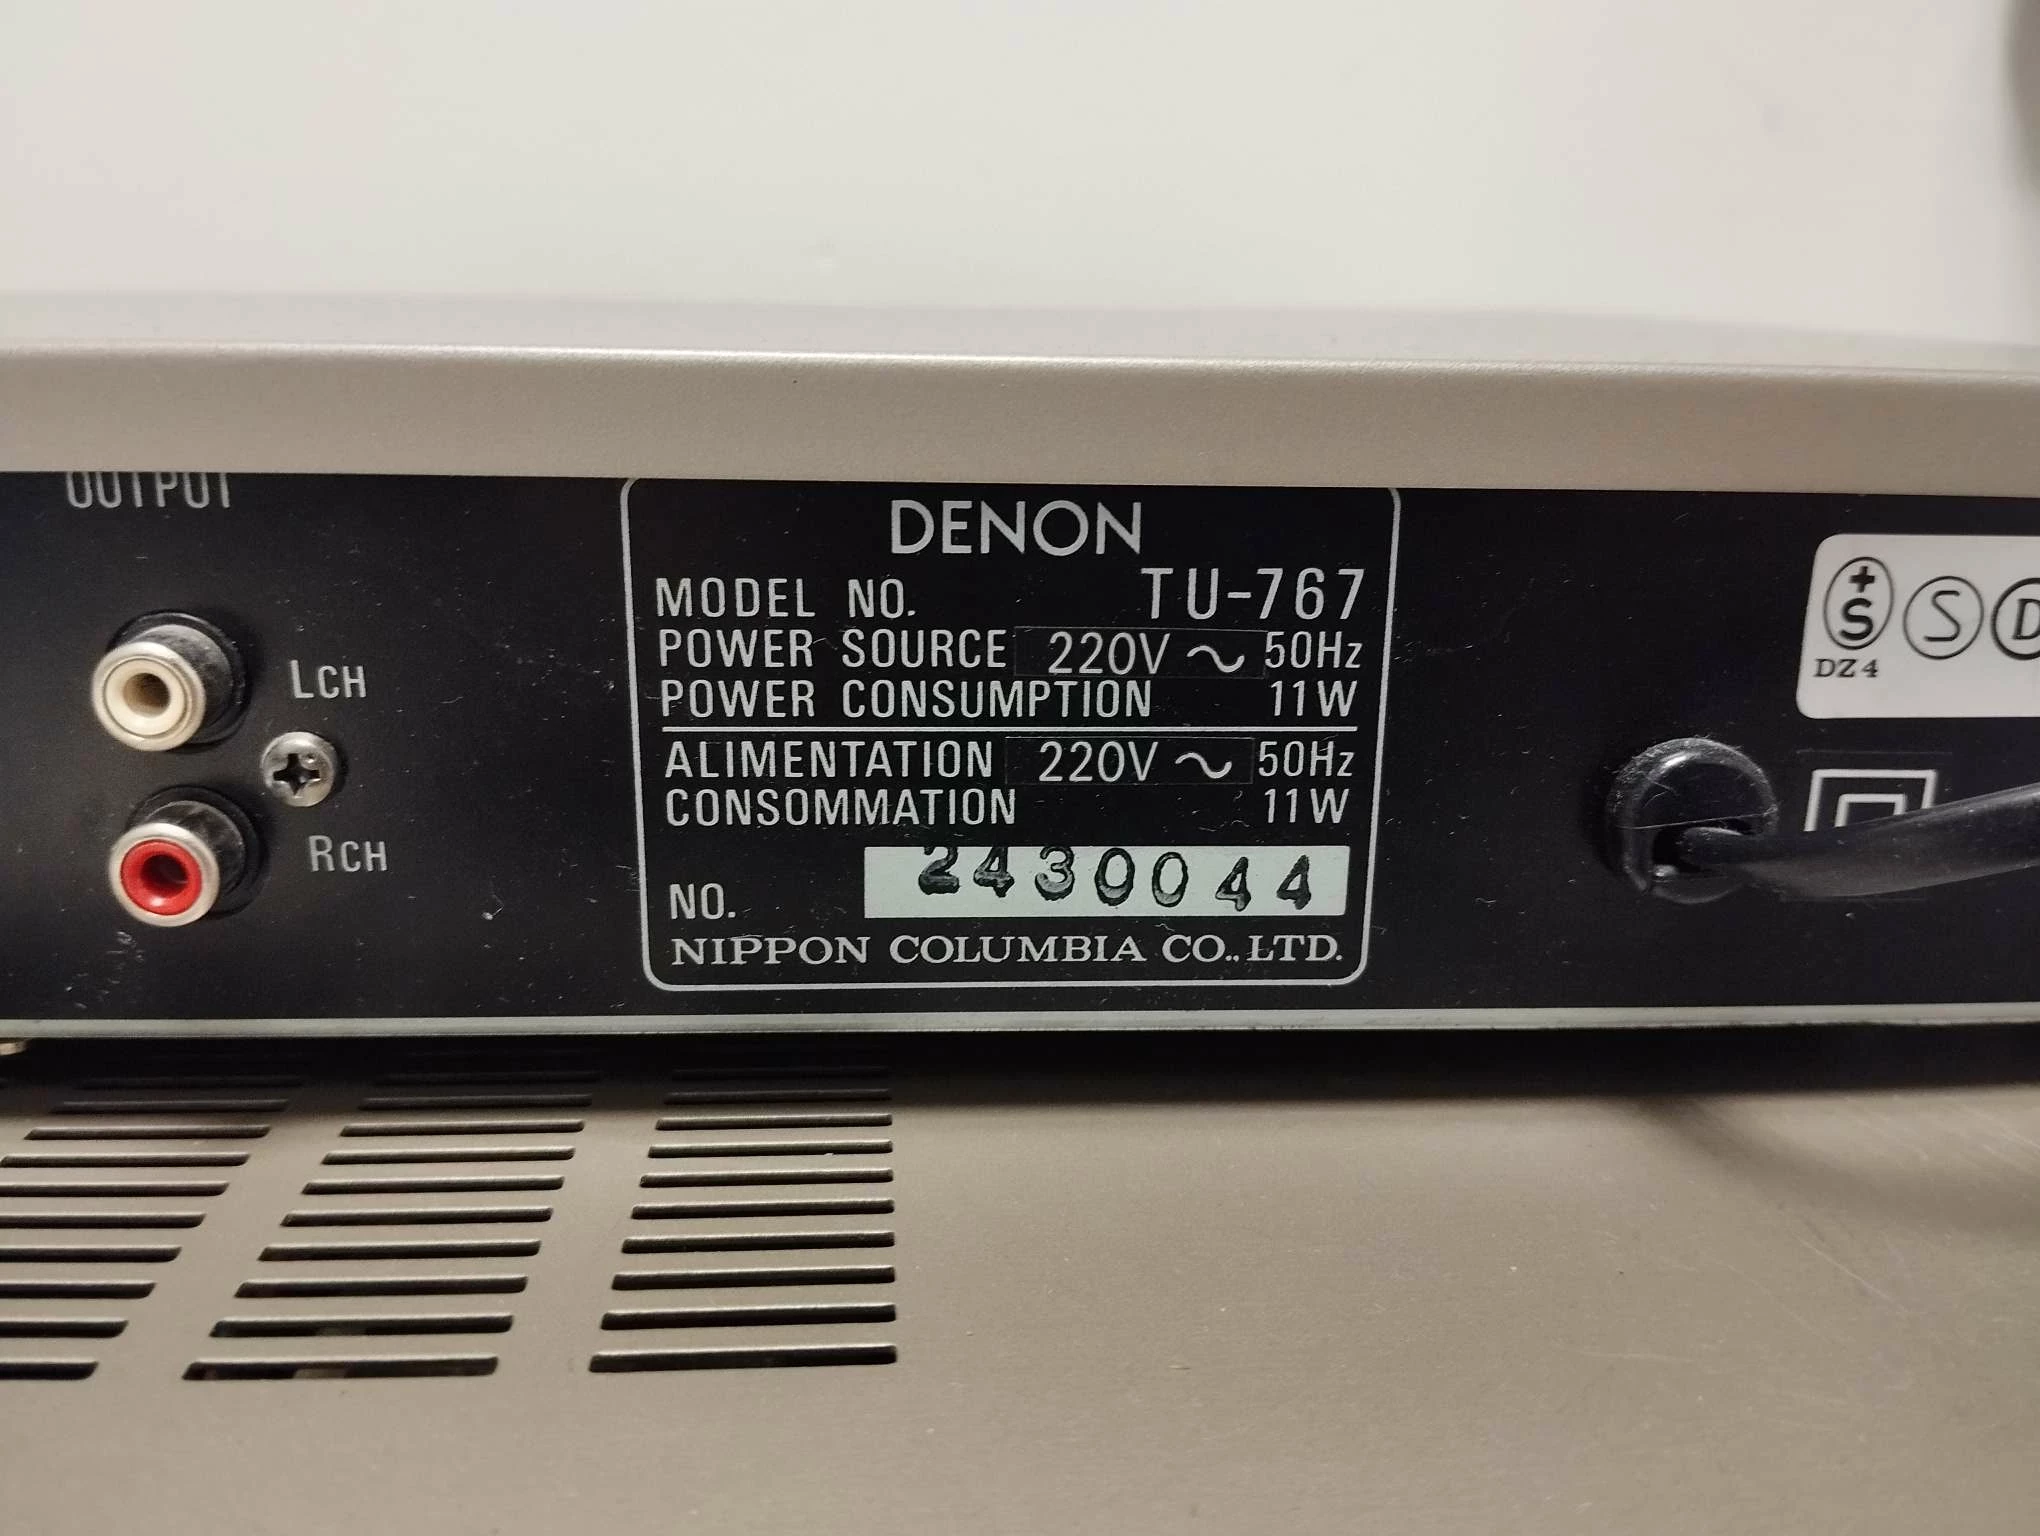 OUTPUT
LCH
RCH
DENON
MODEL NO. TU-767
POWER SOURCE 220V ~ 50Hz
POWER CONSUMPTION 11W
ALIMENTATION 220V ~ 50Hz
CONSOMMATION 11W
NO. 2430044
NIPPON COLUMBIA CO.,LTD.
+S S D
DZ4